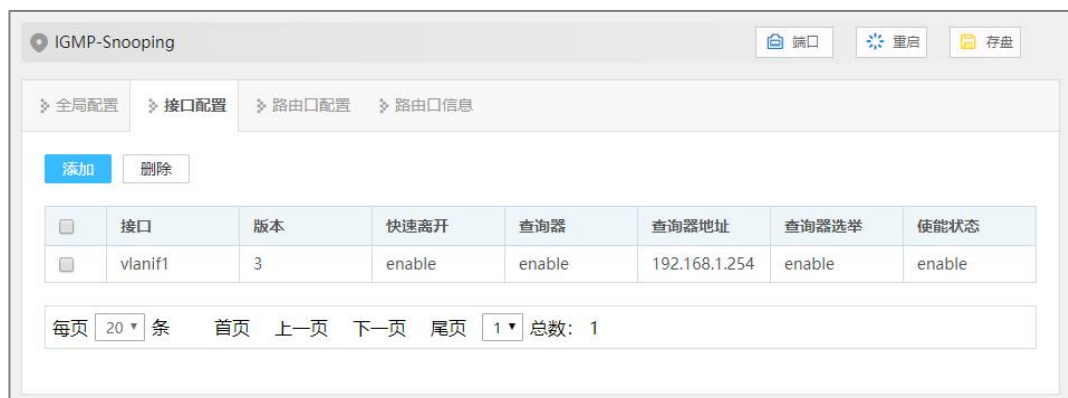 IGMP-Snooping 端口 重启 存盘
全局配置 接口配置 路由口配置 路由口信息
添加 删除
接口 版本 快速离开 查询器 查询器地址 查询器选举 使能状态
vlanif1 3 enable enable 192.168.1.254 enable enable
每页 20 条 首页 上一页 下一页 尾页 1 总数: 1